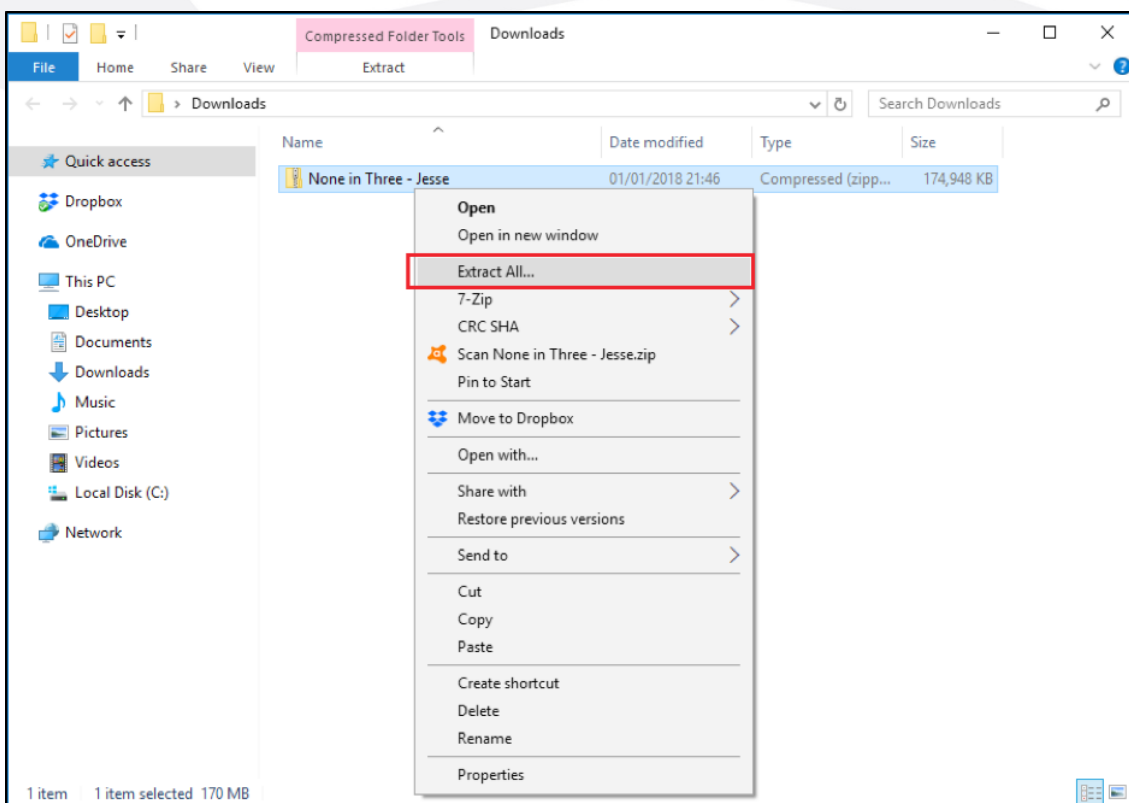 Compressed Folder Tools Downloads
File Home Share View Extract
Downloads Search Downloads
Name Date modified Type Size
Quick access
None in Three - Jesse 01/01/2018 21:46 Compressed (zipp... 174,948 KB
Dropbox
OneDrive
This PC
Desktop
Documents
Downloads
Music
Pictures
Videos
Local Disk (C:)
Network
Open
Open in new window
Extract All...
7-Zip
CRC SHA
Scan None in Three - Jesse.zip
Pin to Start
Move to Dropbox
Open with...
Share with
Restore previous versions
Send to
Cut
Copy
Paste
Create shortcut
Delete
Rename
Properties
1 item 1 item selected 170 MB